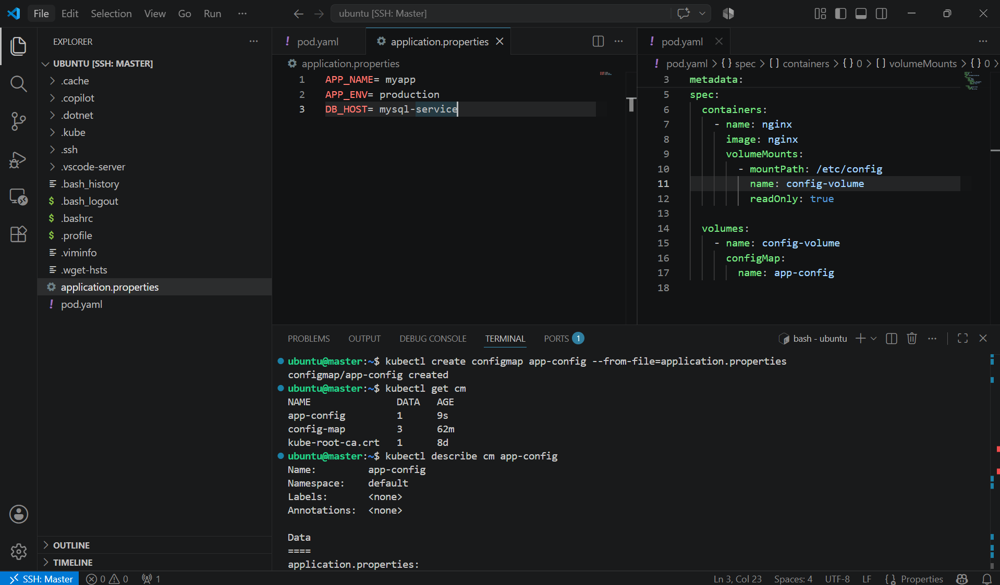 File Edit Selection View Go Run ···
ubuntu [SSH: Master]
EXPLORER
UBUNTU [SSH: MASTER]
.cache
.copilot
.dotnet
.kube
.ssh
.vscode-server
.bash_history
$ .bash_logout
$ .bashrc
$ .profile
.viminfo
.wget-hsts
application.properties
! pod.yaml
OUTLINE
TIMELINE
! pod.yaml
application.properties
application.properties
1 APP_NAME= myapp
2 APP_ENV= production
3 DB_HOST= mysql-service
! pod.yaml
! pod.yaml > {} spec > [] containers > {} 0 > [] volumeMounts > {} 0 >
3 metadata:
5 spec:
6 containers:
7 - name: nginx
8 image: nginx
9 volumeMounts:
10 - mountPath: /etc/config
11 name: config-volume
12 readOnly: true
13
14 volumes:
15 - name: config-volume
16 configMap:
17 name: app-config
18
PROBLEMS OUTPUT DEBUG CONSOLE TERMINAL PORTS 1
bash - ubuntu
ubuntu@master:~$ kubectl create configmap app-config --from-file=application.properties
configmap/app-config created
ubuntu@master:~$ kubectl get cm
NAME DATA AGE
app-config 1 9s
config-map 3 62m
kube-root-ca.crt 1 8d
ubuntu@master:~$ kubectl describe cm app-config
Name: app-config
Namespace: default
Labels: <none>
Annotations: <none>
Data
====
application.properties:
SSH: Master 0 0 1
Ln 3, Col 23 Spaces: 4 UTF-8 LF {} Properties